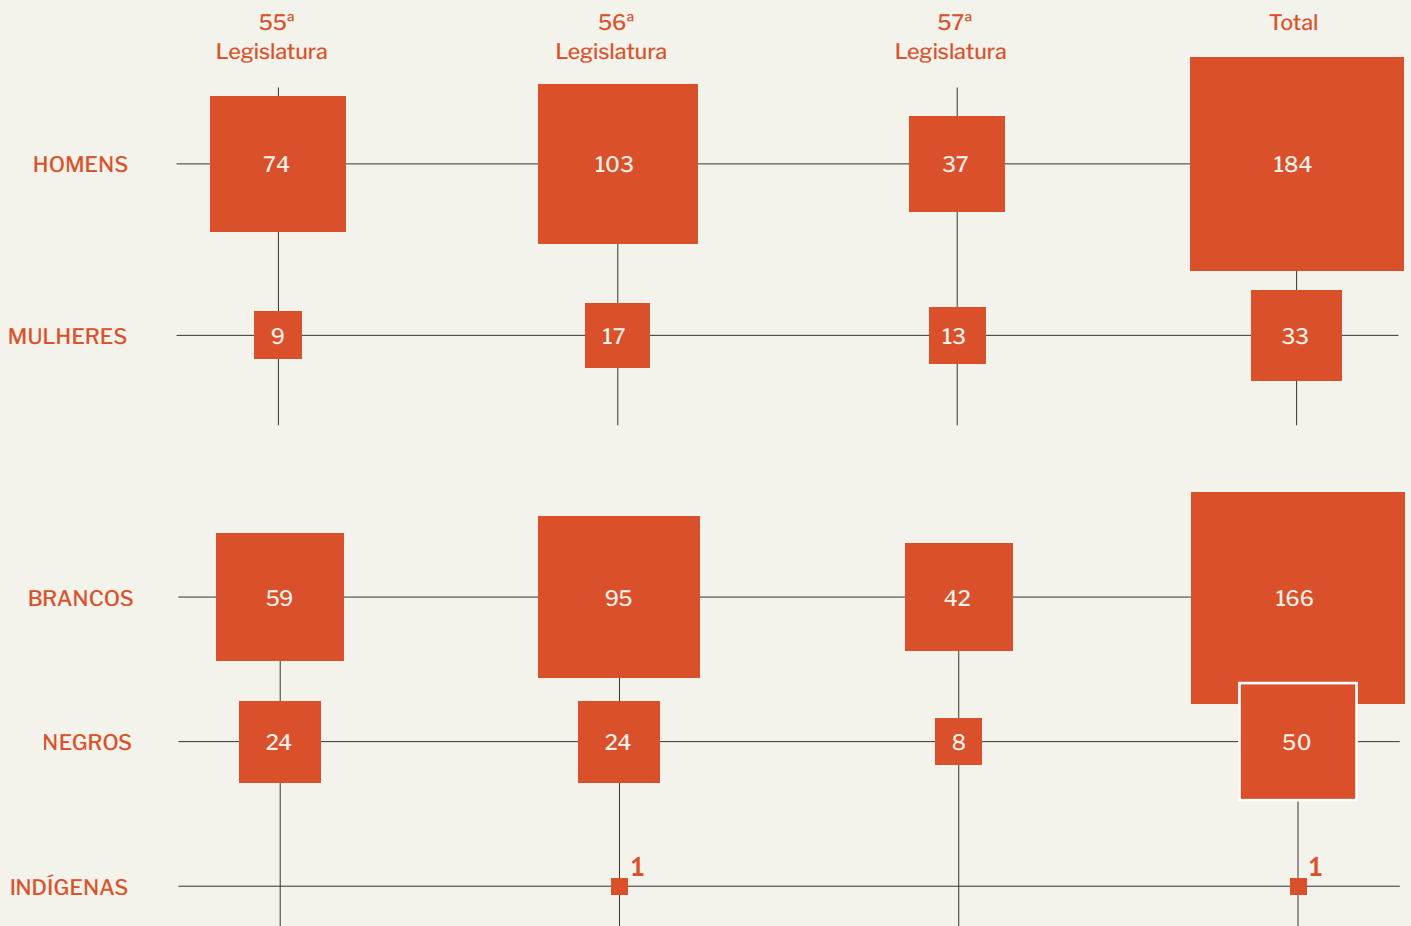 55ª
Legislatura
56ª
Legislatura
57ª
Legislatura
Total
HOMENS
74
103
37
184
MULHERES
9
17
13
33
BRANCOS
59
95
42
166
NEGROS
24
24
8
50
INDÍGENAS
1
1